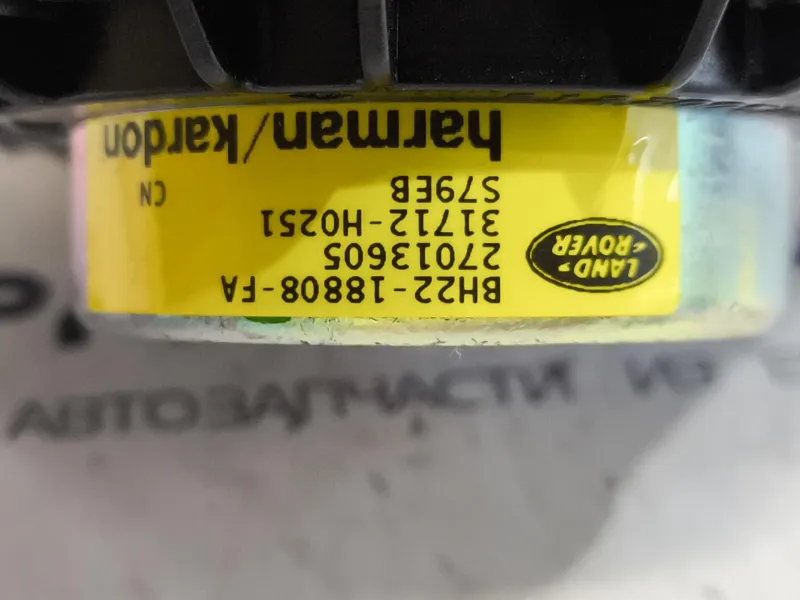 BH22-18808-FA
27013605
31712-H0251
S79EB
CN
harman/kardon
LAND-
ROVER
АВТОЗАПЧАСТИ